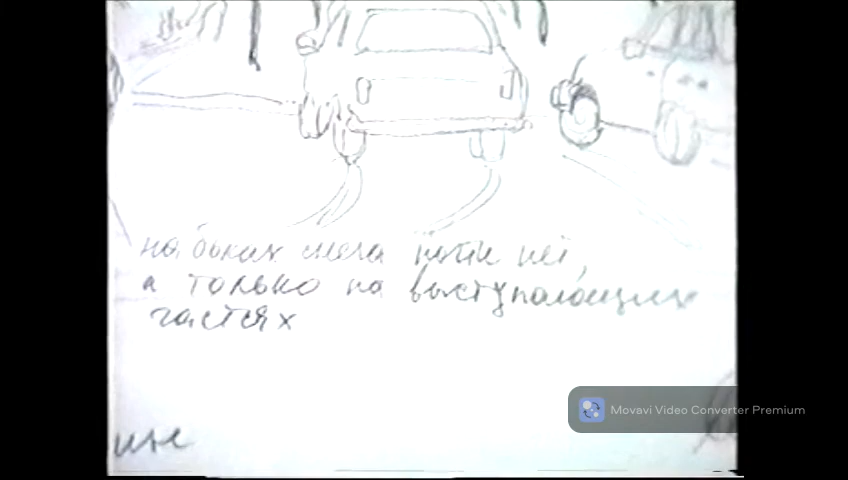 на боках снега почти нет,
а только на выступающих
частях
Movavi Video Converter Premium